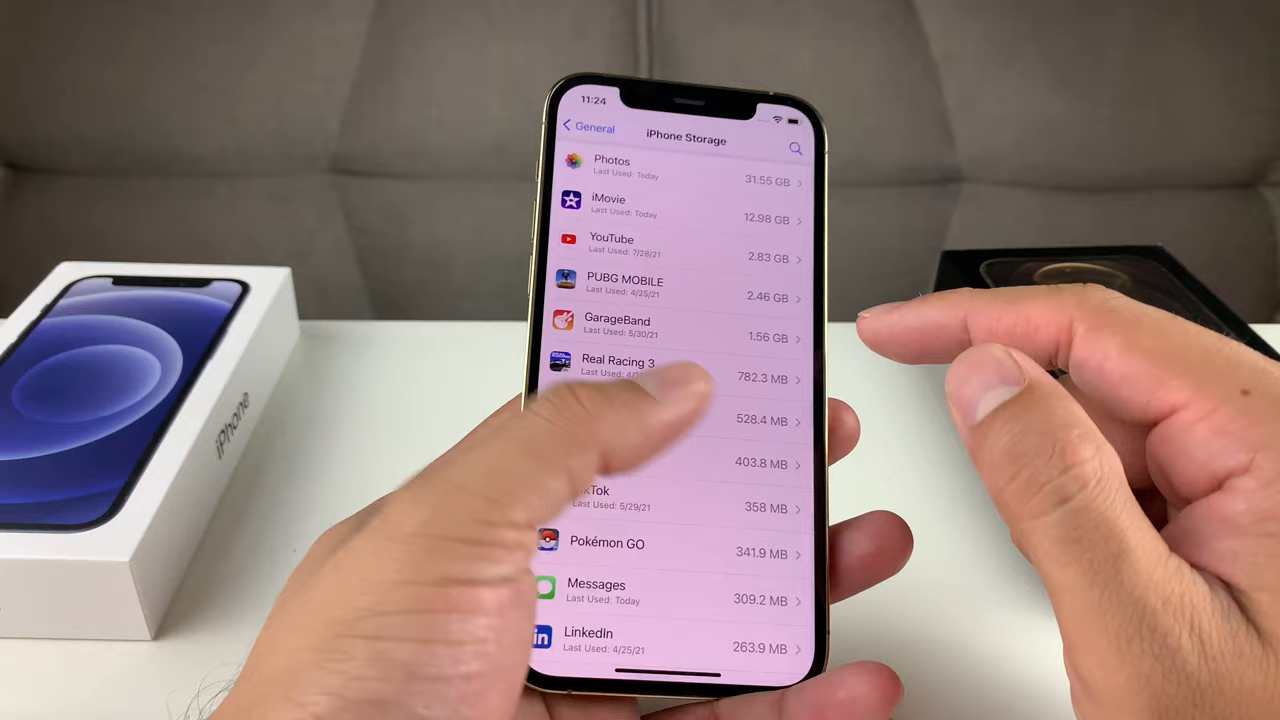 11:24
General
iPhone Storage
Photos
Last Used: Today
31.55 GB
iMovie
Last Used: Today
12.98 GB
YouTube
Last Used: 7/28/21
2.83 GB
PUBG MOBILE
Last Used: 4/25/21
2.46 GB
GarageBand
Last Used: 5/30/21
1.56 GB
Real Racing 3
Last Used:
782.3 MB
528.4 MB
403.8 MB
kTok
Last Used: 5/29/21
358 MB
Pokémon GO
341.9 MB
Messages
Last Used: Today
309.2 MB
in
LinkedIn
Last Used: 4/25/21
263.9 MB
iPhone